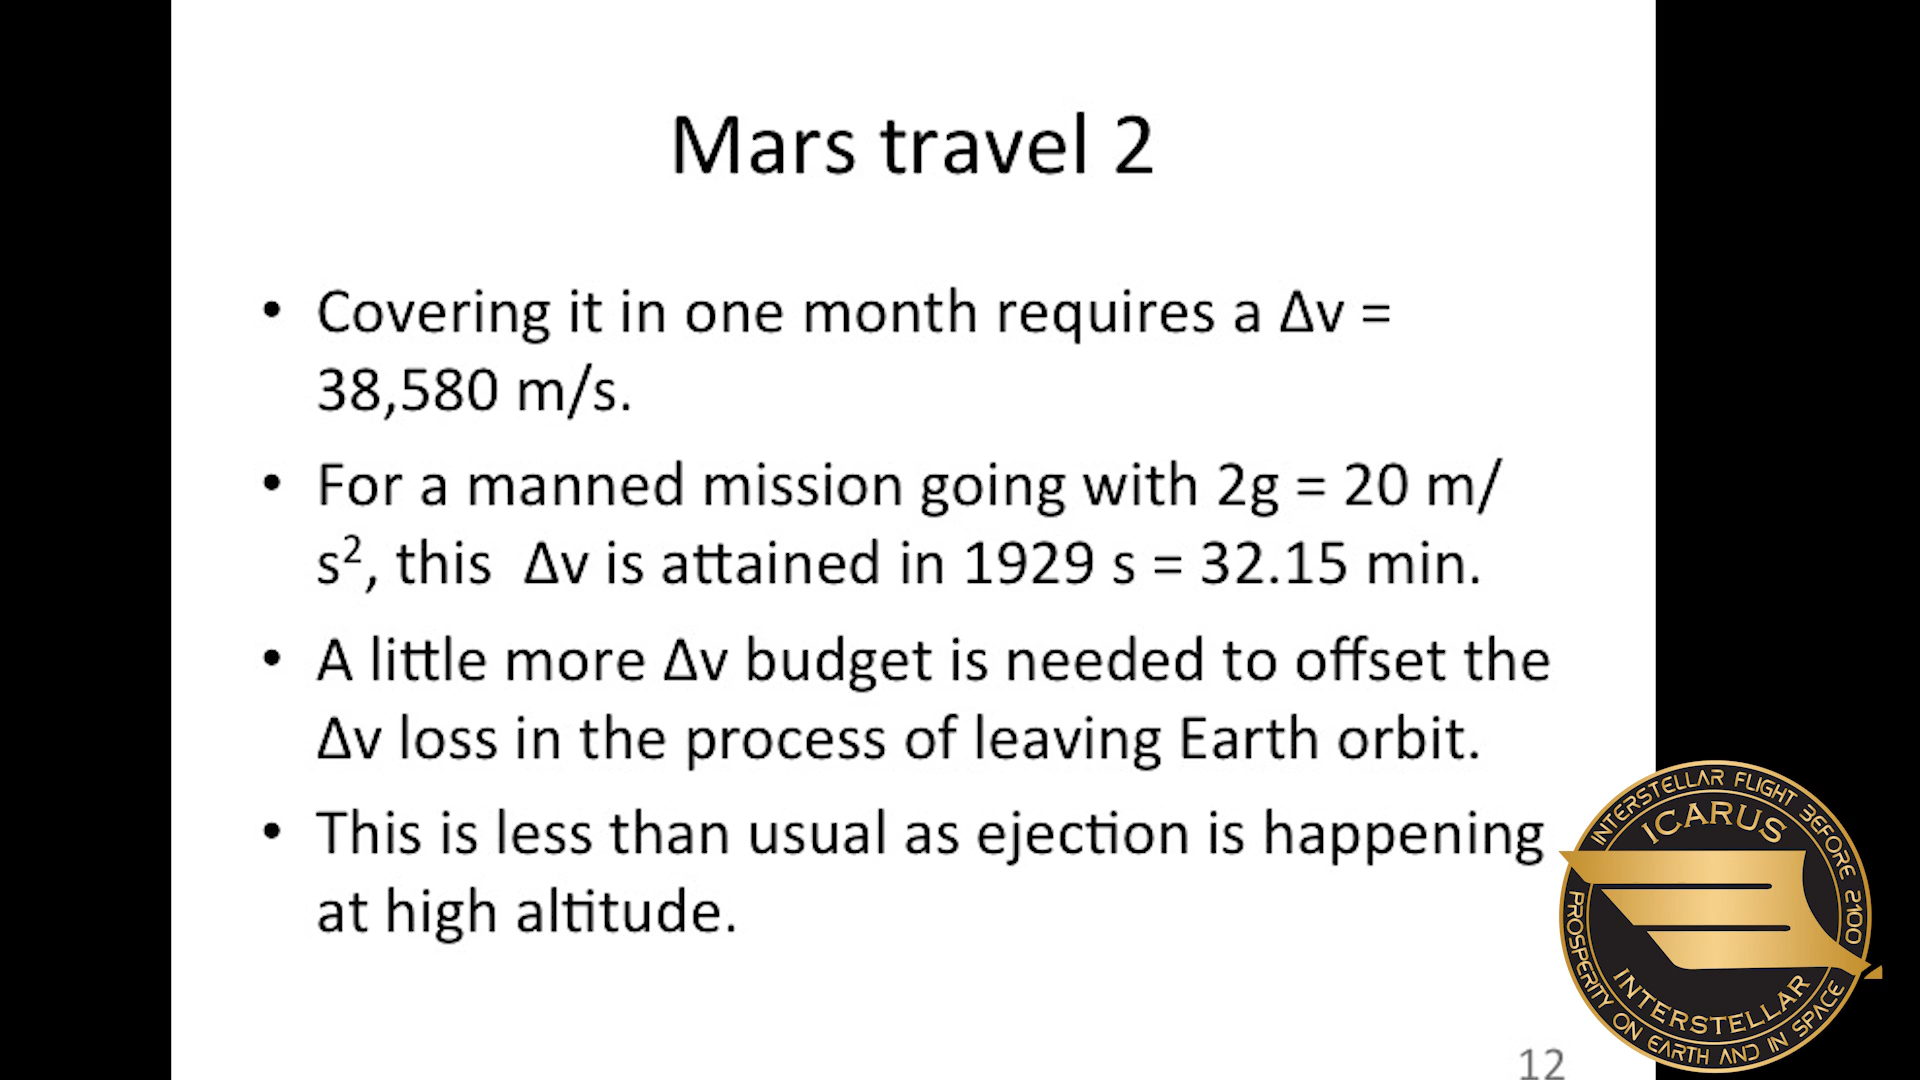 Mars travel 2
• Covering it in one month requires a Δv =
38,580 m/s.
• For a manned mission going with 2g = 20 m/
s², this Δv is attained in 1929 s = 32.15 min.
• A little more Δv budget is needed to offset the
Δv loss in the process of leaving Earth orbit.
• This is less than usual as ejection is happening
at high altitude.
INTERSTELLAR FLIGHT BEFORE 2100
ICARUS
INTERSTELLAR
PROSPERITY ON EARTH AND IN SPACE
12